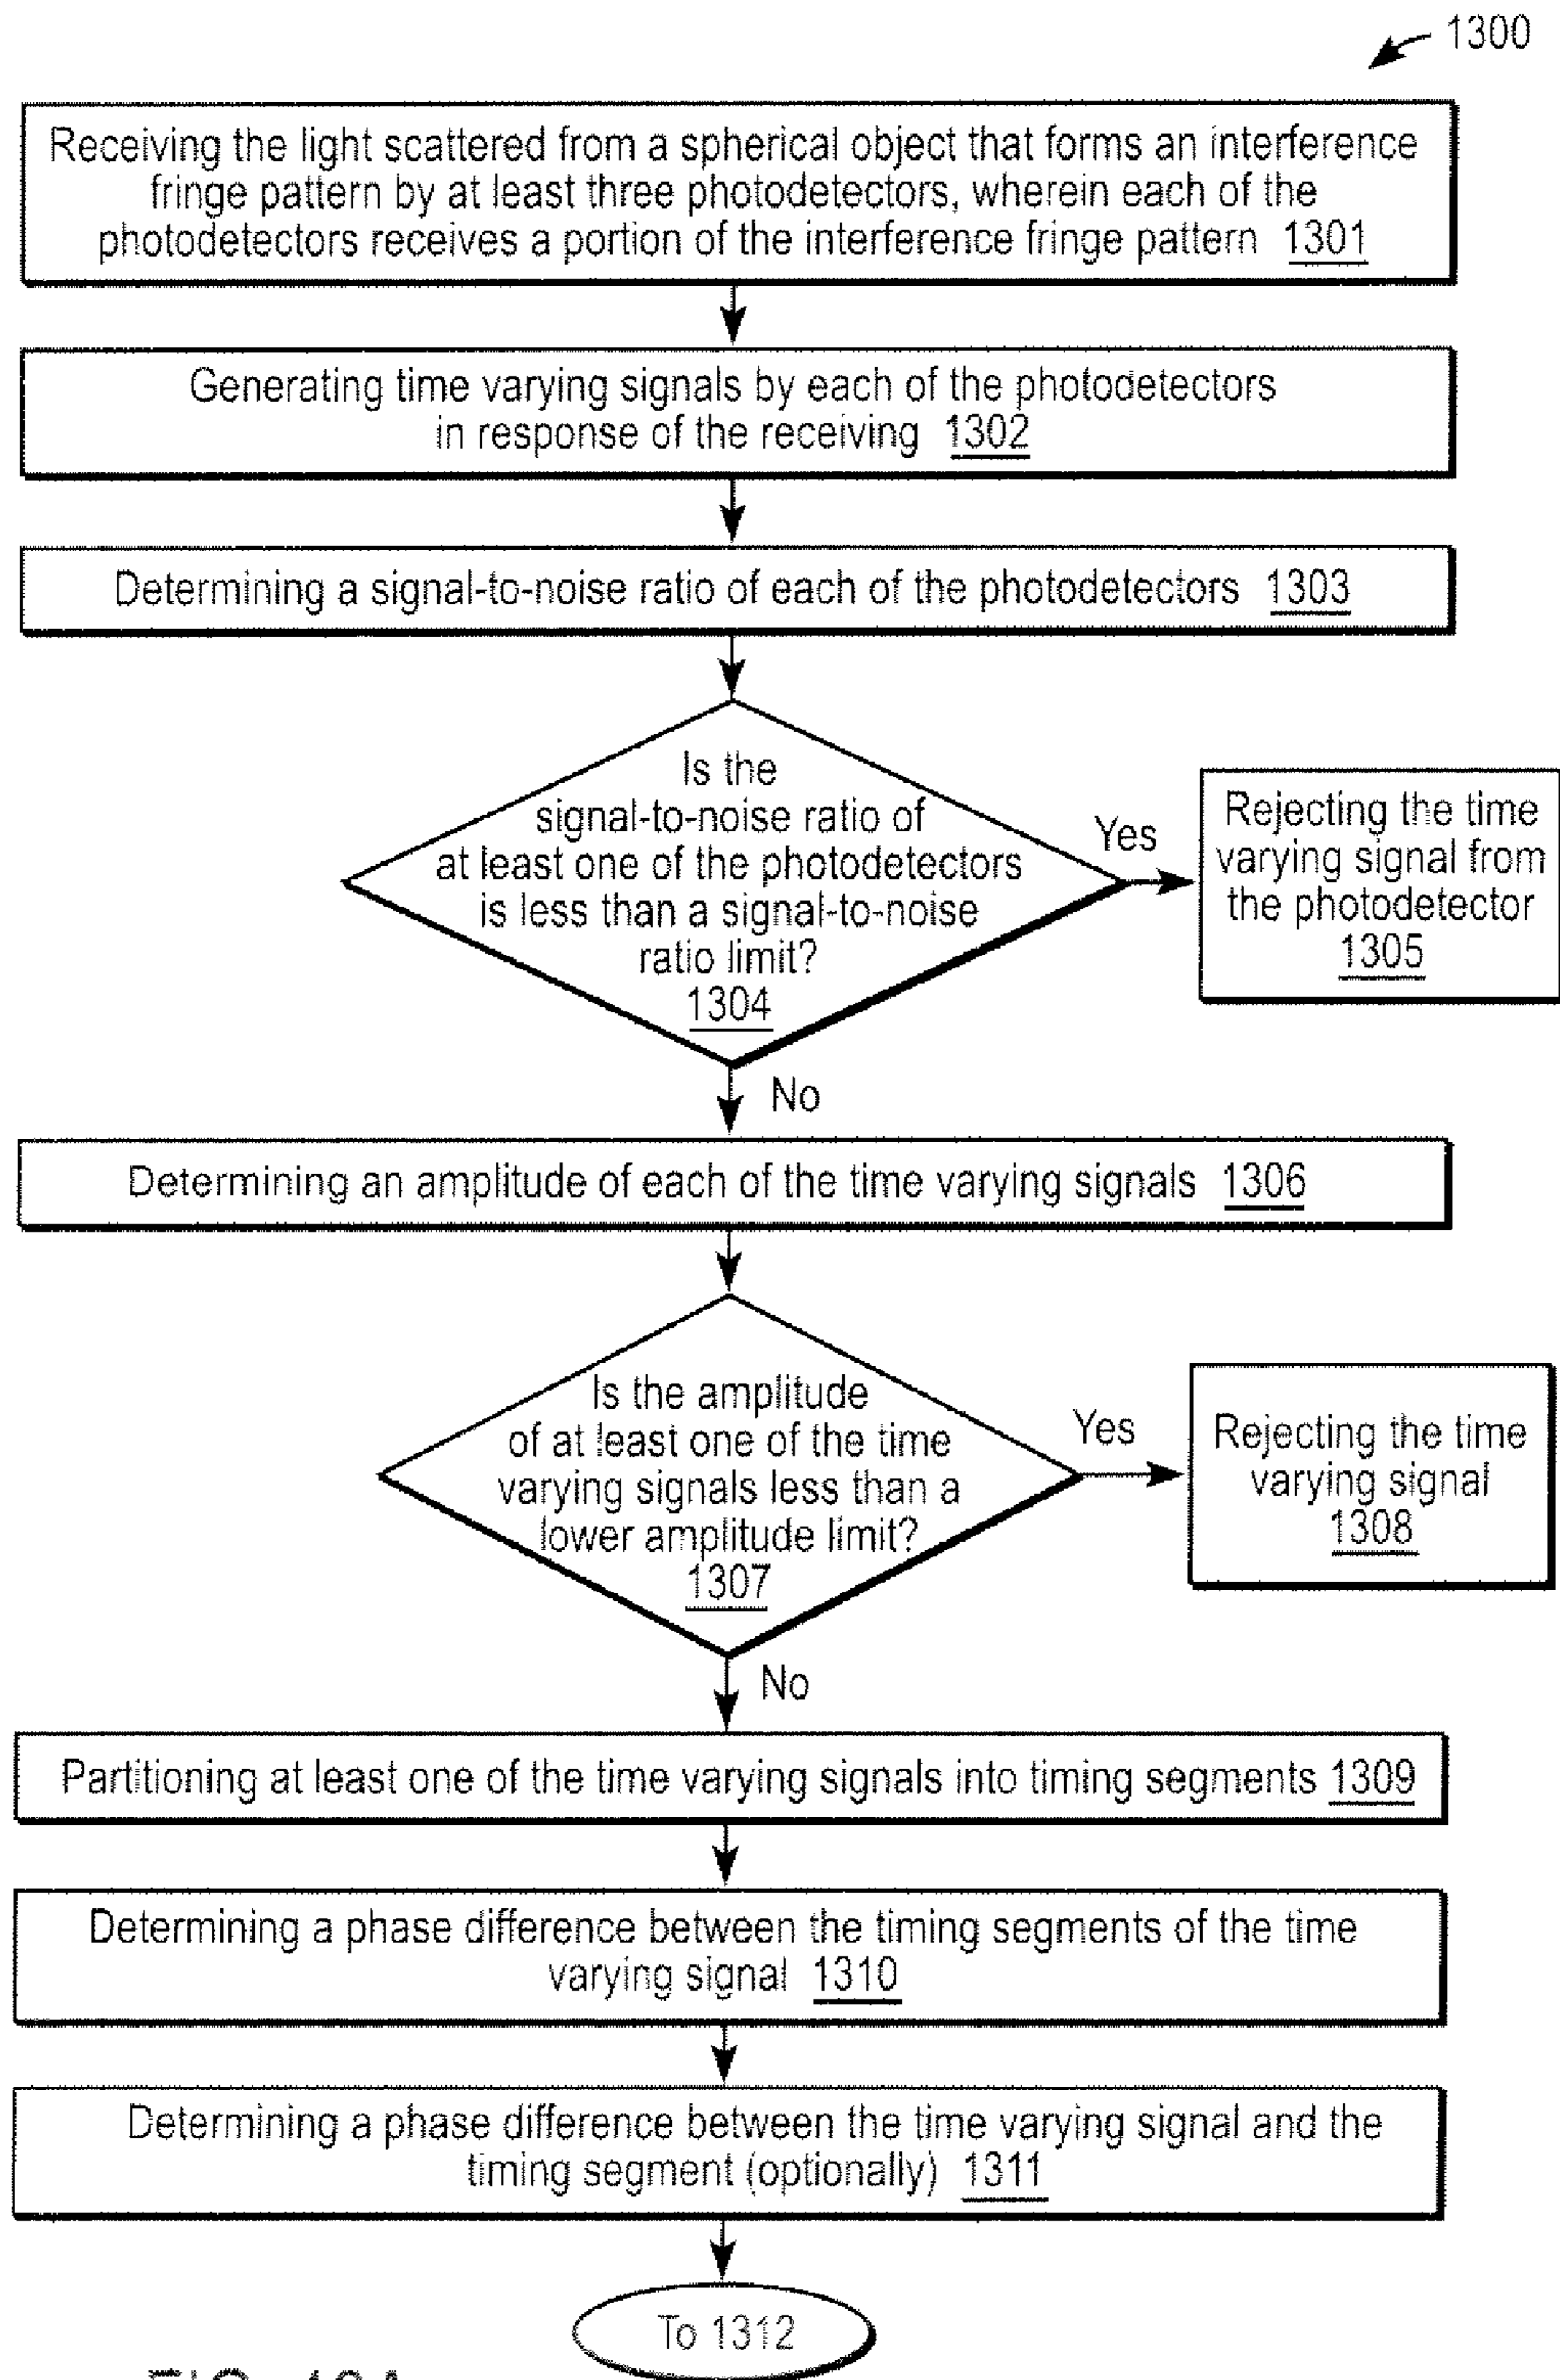 1300
Receiving the light scattered from a spherical object that forms an interference
fringe pattern by at least three photodetectors, wherein each of the
photodetectors receives a portion of the interference fringe pattern 1301
Generating time varying signals by each of the photodetectors
in response of the receiving 1302
Determining a signal-to-noise ratio of each of the photodetectors 1303
Is the
signal-to-noise ratio of
at least one of the photodetectors
is less than a signal-to-noise
ratio limit?
1304
Yes
Rejecting the time
varying signal from
the photodetector
1305
No
Determining an amplitude of each of the time varying signals 1306
Is the amplitude
of at least one of the time
varying signals less than a
lower amplitude limit?
1307
Yes
Rejecting the time
varying signal
1308
No
Partitioning at least one of the time varying signals into timing segments 1309
Determining a phase difference between the timing segments of the time
varying signal 1310
Determining a phase difference between the time varying signal and the
timing segment (optionally) 1311
To 1312